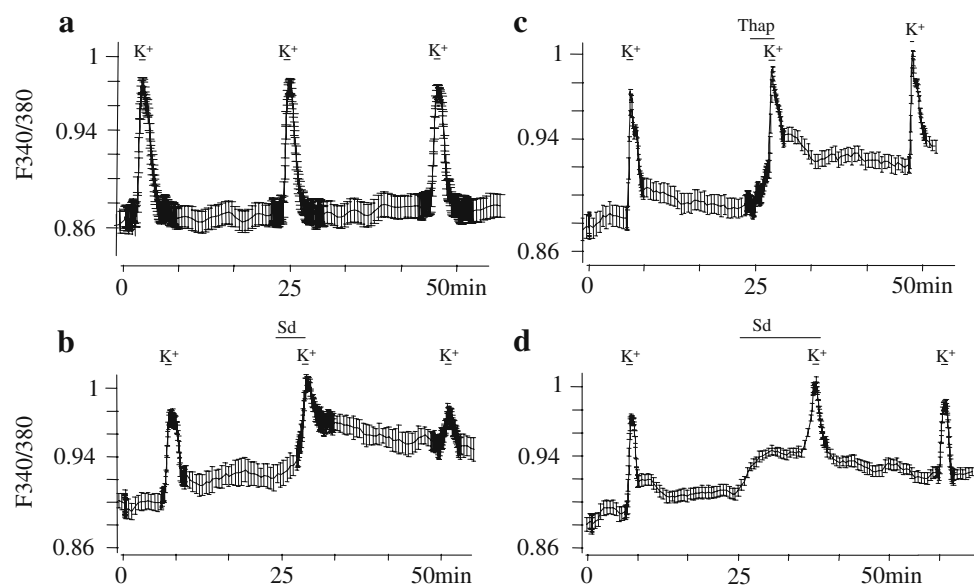 a
K⁺ K⁺ K⁺
F340/380
1
0.94
0.86
0 25 50min
c
Thap
K⁺ K⁺ K⁺
1
0.94
0.86
0 25 50min
b
Sd
K⁺ K⁺ K⁺
F340/380
1
0.94
0.86
0 25 50min
d
Sd
K⁺ K⁺ K⁺
1
0.94
0.86
0 25 50min